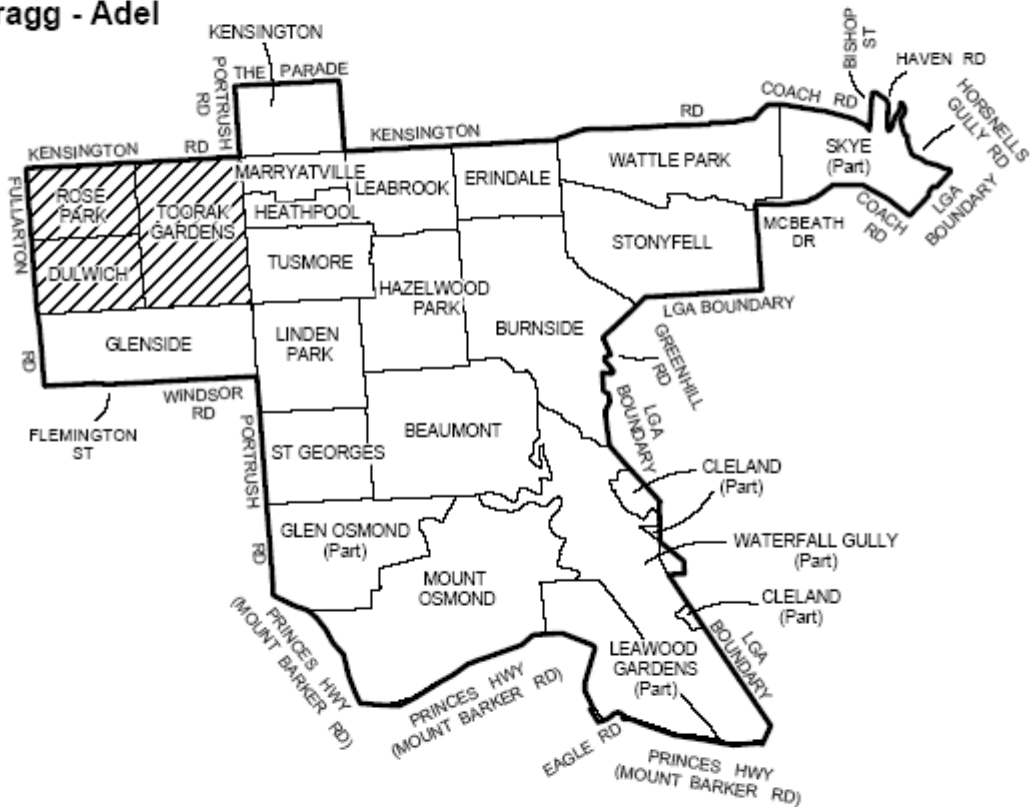 ragg - Adel
KENSINGTON
THE PARADE
PORTRUSH
RD
BISHOP
ST
HAVEN RD
COACH RD
HORSNELLS
GULLY RD
KENSINGTON
RD
KENSINGTON
RD
WATTLE PARK
SKYE
(Part)
LGA
BOUNDARY
MARRYATVILLE
LEABROOK
ERINDALE
FULLARTON
RD
ROSE
PARK
TOORAK
GARDENS
HEATHPOOL
STONYFELL
MCBEATH
DR
COACH
RD
DULWICH
TUSMORE
HAZELWOOD
PARK
LGA BOUNDARY
GLENSIDE
LINDEN
PARK
BURNSIDE
GREENHILL
RD
WINDSOR
RD
FLEMINGTON
ST
PORTRUSH
RD
ST GEORGES
BEAUMONT
LGA
BOUNDARY
CLELAND
(Part)
GLEN OSMOND
(Part)
WATERFALL GULLY
(Part)
MOUNT
OSMOND
CLELAND
(Part)
PRINCES HWY
(MOUNT BARKER RD)
LEAWOOD
GARDENS
(Part)
LGA
BOUNDARY
PRINCES HWY
(MOUNT BARKER RD)
EAGLE RD
PRINCES HWY
(MOUNT BARKER RD)